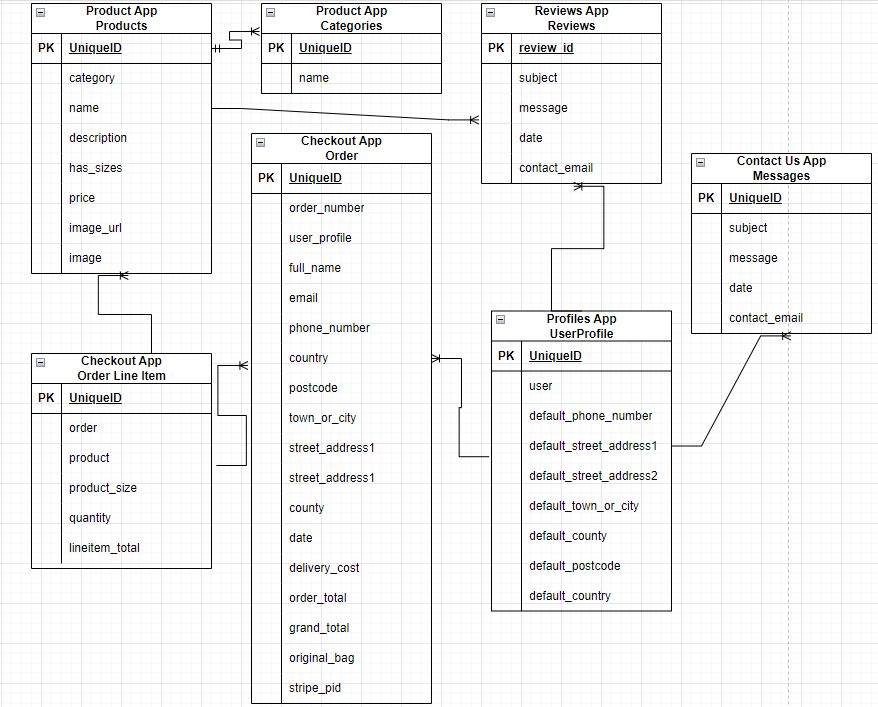 Product App
Products
PK UniqueID
category
name
description
has_sizes
price
image_url
image
Product App
Categories
PK UniqueID
name
Reviews App
Reviews
PK review_id
subject
message
date
contact_email
Checkout App
Order
PK UniqueID
order_number
user_profile
full_name
email
phone_number
country
postcode
town_or_city
street_address1
street_address1
county
date
delivery_cost
order_total
grand_total
original_bag
stripe_pid
Contact Us App
Messages
PK UniqueID
subject
message
date
contact_email
Checkout App
Order Line Item
PK UniqueID
order
product
product_size
quantity
lineitem_total
Profiles App
UserProfile
PK UniqueID
user
default_phone_number
default_street_address1
default_street_address2
default_town_or_city
default_county
default_postcode
default_country